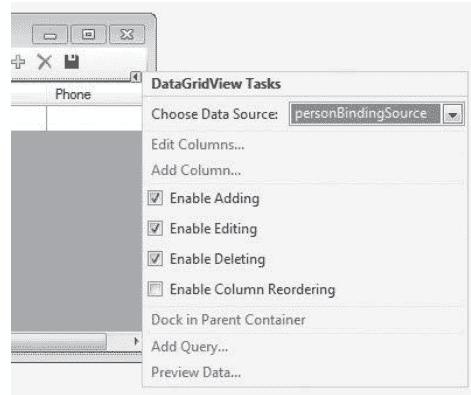 DataGridView Tasks
Phone
Choose Data Source: personBindingSource
Edit Columns...
Add Column...
Enable Adding
Enable Editing
Enable Deleting
Enable Column Reordering
Dock in Parent Container
Add Query...
Preview Data...